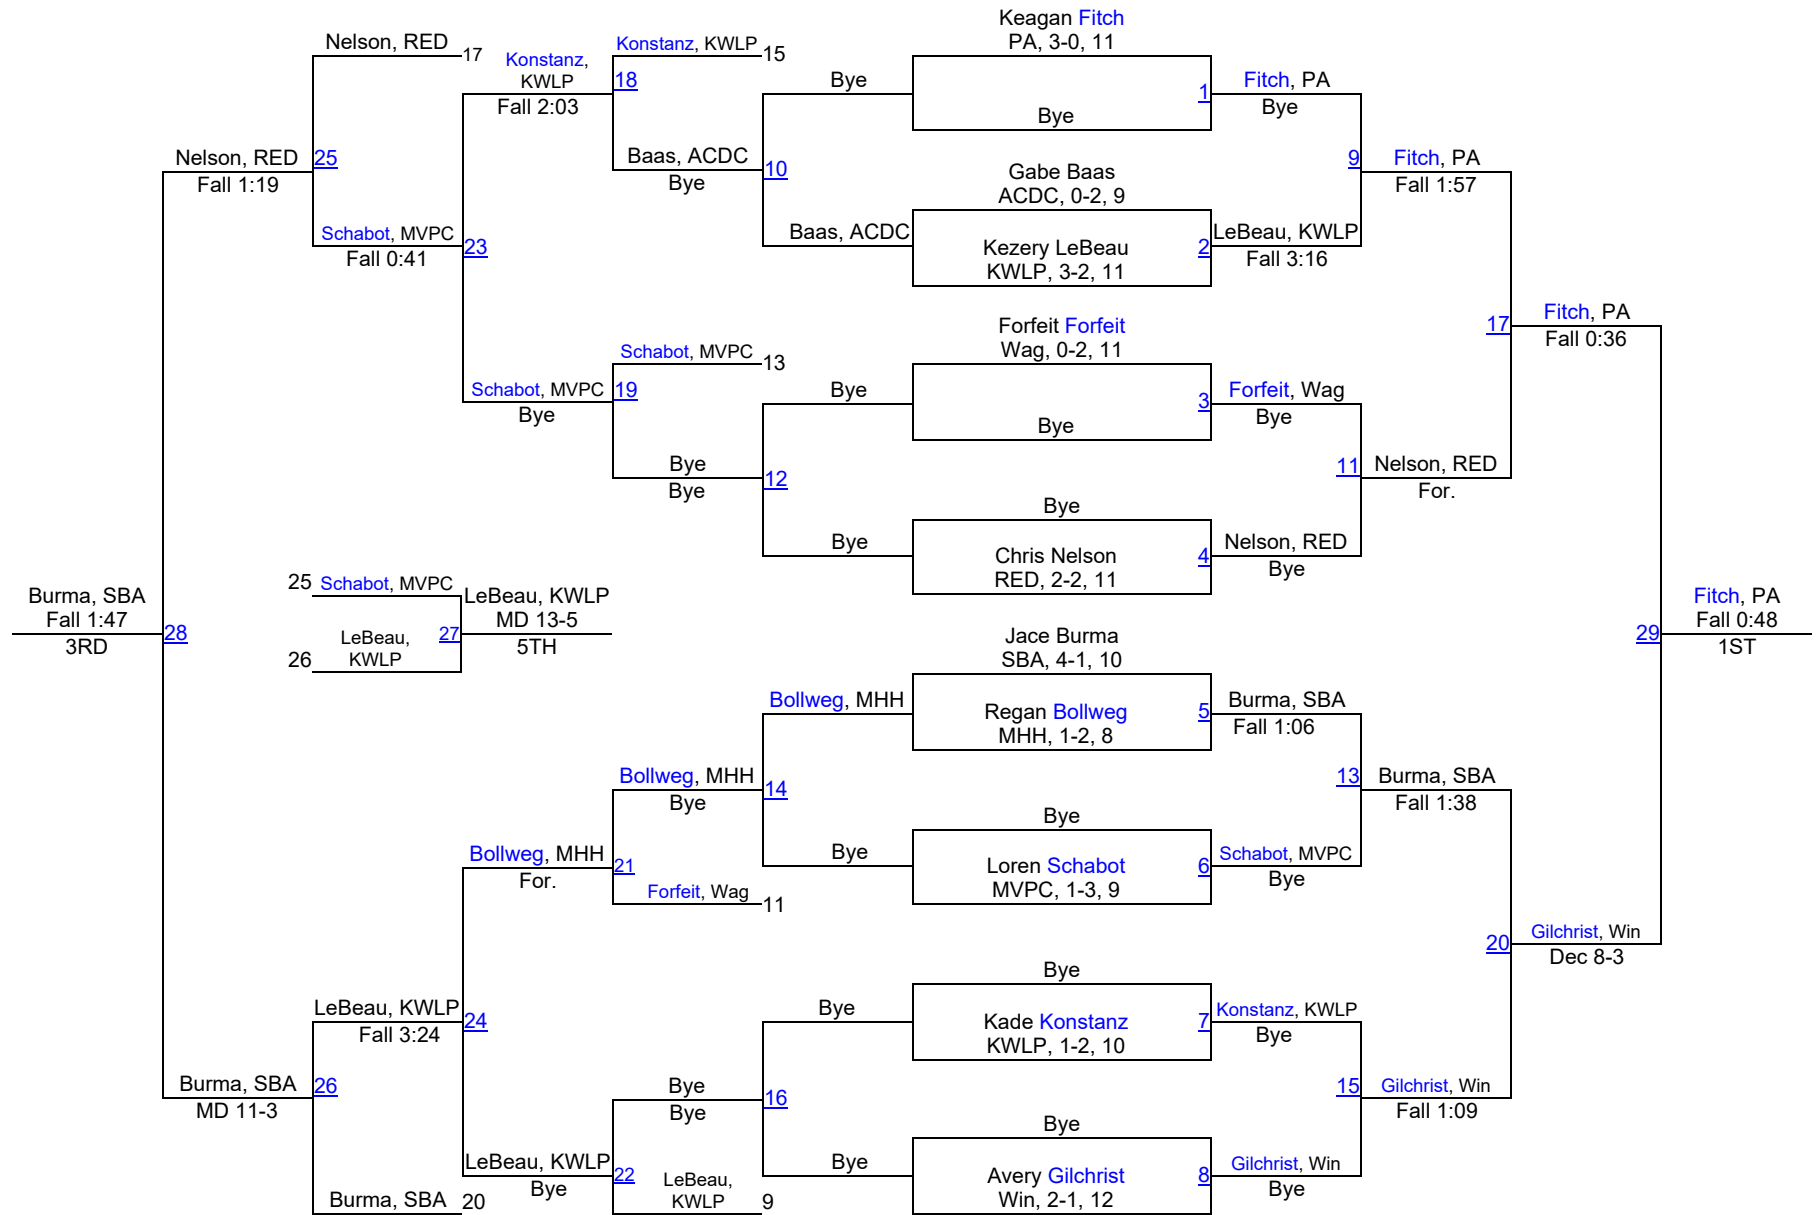 Nelson, RED
17
Nelson, RED
Fall 1:19
25
Schabot, MVPC
Fall 0:41
23
Konstanz,
KWLP
Fall 2:03
18
Konstanz, KWLP
15
Baas, ACDC
Bye
10
Bye
Baas, ACDC
Schabot, MVPC
Bye
19
Schabot, MVPC
13
Bye
Bye
12
Bye
Bye
Burma, SBA
Fall 1:47
3RD
28
25
Schabot, MVPC
LeBeau,
KWLP
26
27
LeBeau, KWLP
MD 13-5
5TH
Bollweg, MHH
Bollweg, MHH
Bye
14
Bye
Bollweg, MHH
For.
21
Forfeit, Wag
11
LeBeau, KWLP
Fall 3:24
24
Burma, SBA
MD 11-3
26
Burma, SBA
20
LeBeau, KWLP
Bye
22
Bye
Bye
16
LeBeau,
KWLP
9
Bye
Bye
Keagan Fitch
PA, 3-0, 11
Bye
1
Fitch, PA
Bye
Gabe Baas
ACDC, 0-2, 9
Kezery LeBeau
KWLP, 3-2, 11
2
LeBeau, KWLP
Fall 3:16
9
Fitch, PA
Fall 1:57
Forfeit Forfeit
Wag, 0-2, 11
Bye
3
Forfeit, Wag
Bye
Bye
Chris Nelson
RED, 2-2, 11
4
Nelson, RED
Bye
11
Nelson, RED
For.
17
Fitch, PA
Fall 0:36
Jace Burma
SBA, 4-1, 10
Regan Bollweg
MHH, 1-2, 8
5
Burma, SBA
Fall 1:06
Bye
Loren Schabot
MVPC, 1-3, 9
6
Schabot, MVPC
Bye
13
Burma, SBA
Fall 1:38
Bye
Kade Konstanz
KWLP, 1-2, 10
7
Konstanz, KWLP
Bye
Bye
Avery Gilchrist
Win, 2-1, 12
8
Gilchrist, Win
Bye
15
Gilchrist, Win
Fall 1:09
20
Gilchrist, Win
Dec 8-3
29
Fitch, PA
Fall 0:48
1ST